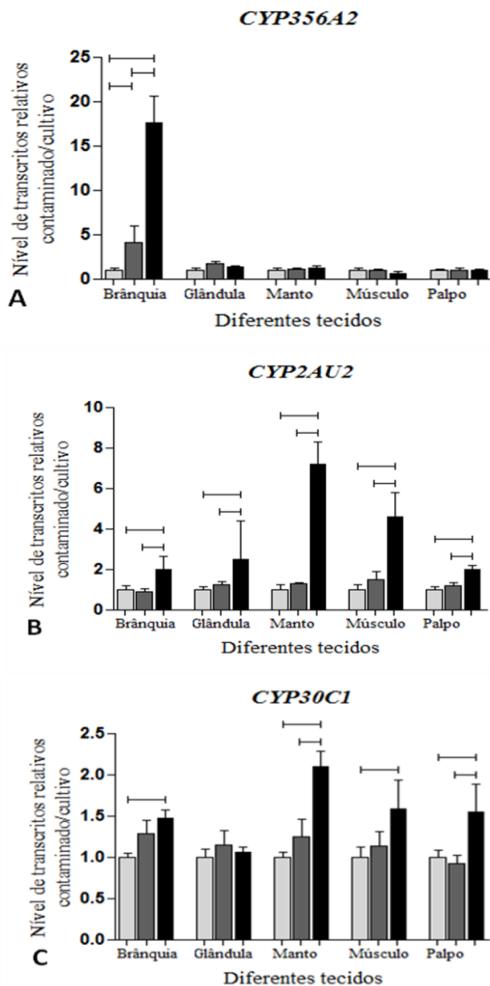 CYP356A2
Nível de transcritos relativos
contaminado/cultivo
25
20
15
10
5
0
Brânquia Glândula Manto Músculo Palpo
A
Diferentes tecidos
CYP2AU2
Nível de transcritos relativos
contaminado/cultivo
10
8
6
4
2
0
Brânquia Glândula Manto Músculo Palpo
B
Diferentes tecidos
CYP30C1
Nível de transcritos relativos
contaminado/cultivo
2.5
2.0
1.5
1.0
0.5
0.0
Brânquia Glândula Manto Músculo Palpo
C
Diferentes tecidos